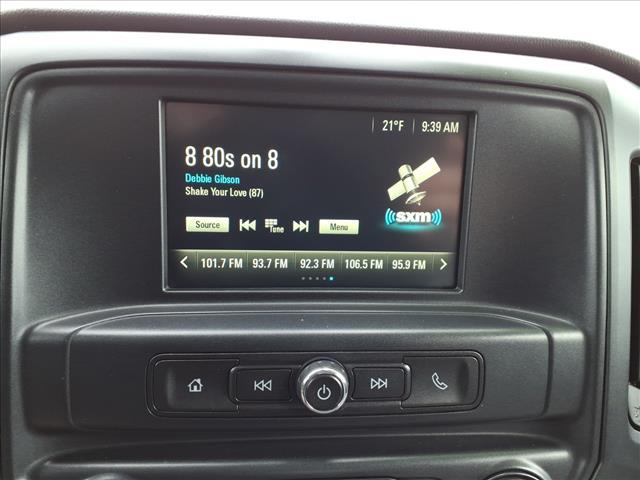 21°F 9:39 AM
8 80s on 8
Debbie Gibson
Shake Your Love (87)
sxm
Source Tune Menu
101.7 FM 93.7 FM 92.3 FM 106.5 FM 95.9 FM